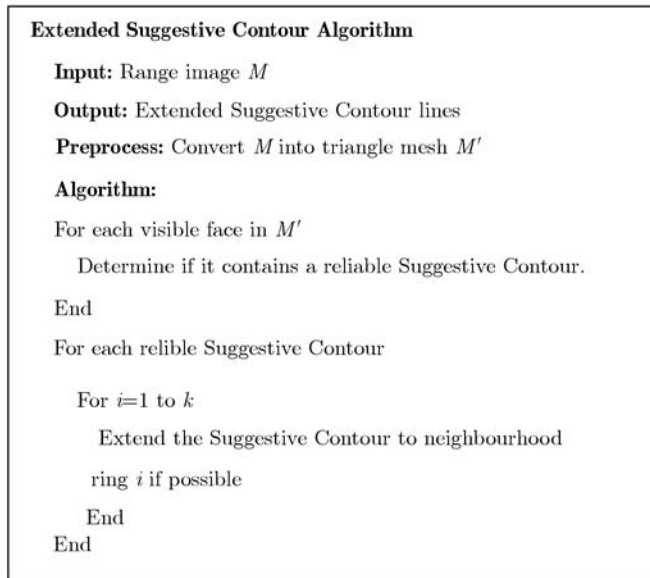 Extended Suggestive Contour Algorithm
Input: Range image M
Output: Extended Suggestive Contour lines
Preprocess: Convert M into triangle mesh M′
Algorithm:
For each visible face in M′
Determine if it contains a reliable Suggestive Contour.
End
For each relible Suggestive Contour
For i=1 to k
Extend the Suggestive Contour to neighbourhood
ring i if possible
End
End